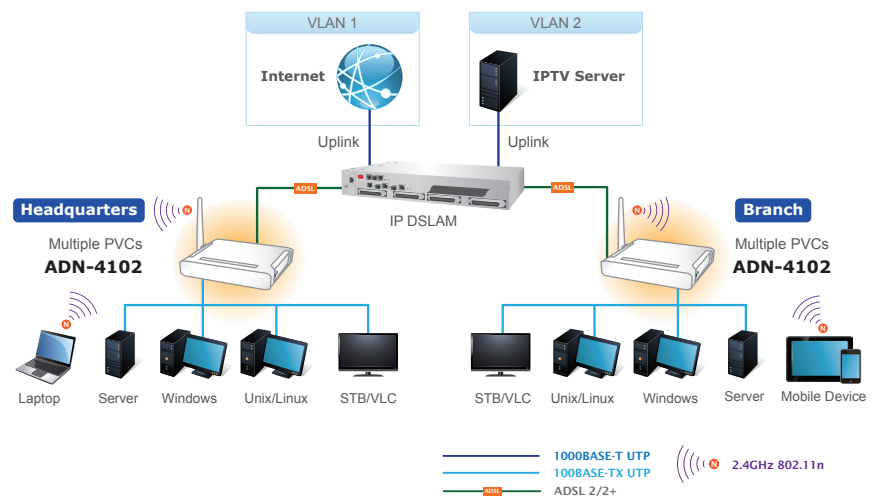 VLAN 1
VLAN 2
Internet
IPTV Server
Uplink
Uplink
ADSL
ADSL
IP DSLAM
Headquarters
N
N
Branch
Multiple PVCs
ADN-4102
Multiple PVCs
ADN-4102
N
N
Laptop
Server
Windows
Unix/Linux
STB/VLC
STB/VLC
Unix/Linux
Windows
Server
Mobile Device
1000BASE-T UTP
100BASE-TX UTP
ADSL
ADSL 2/2+
N
2.4GHz 802.11n